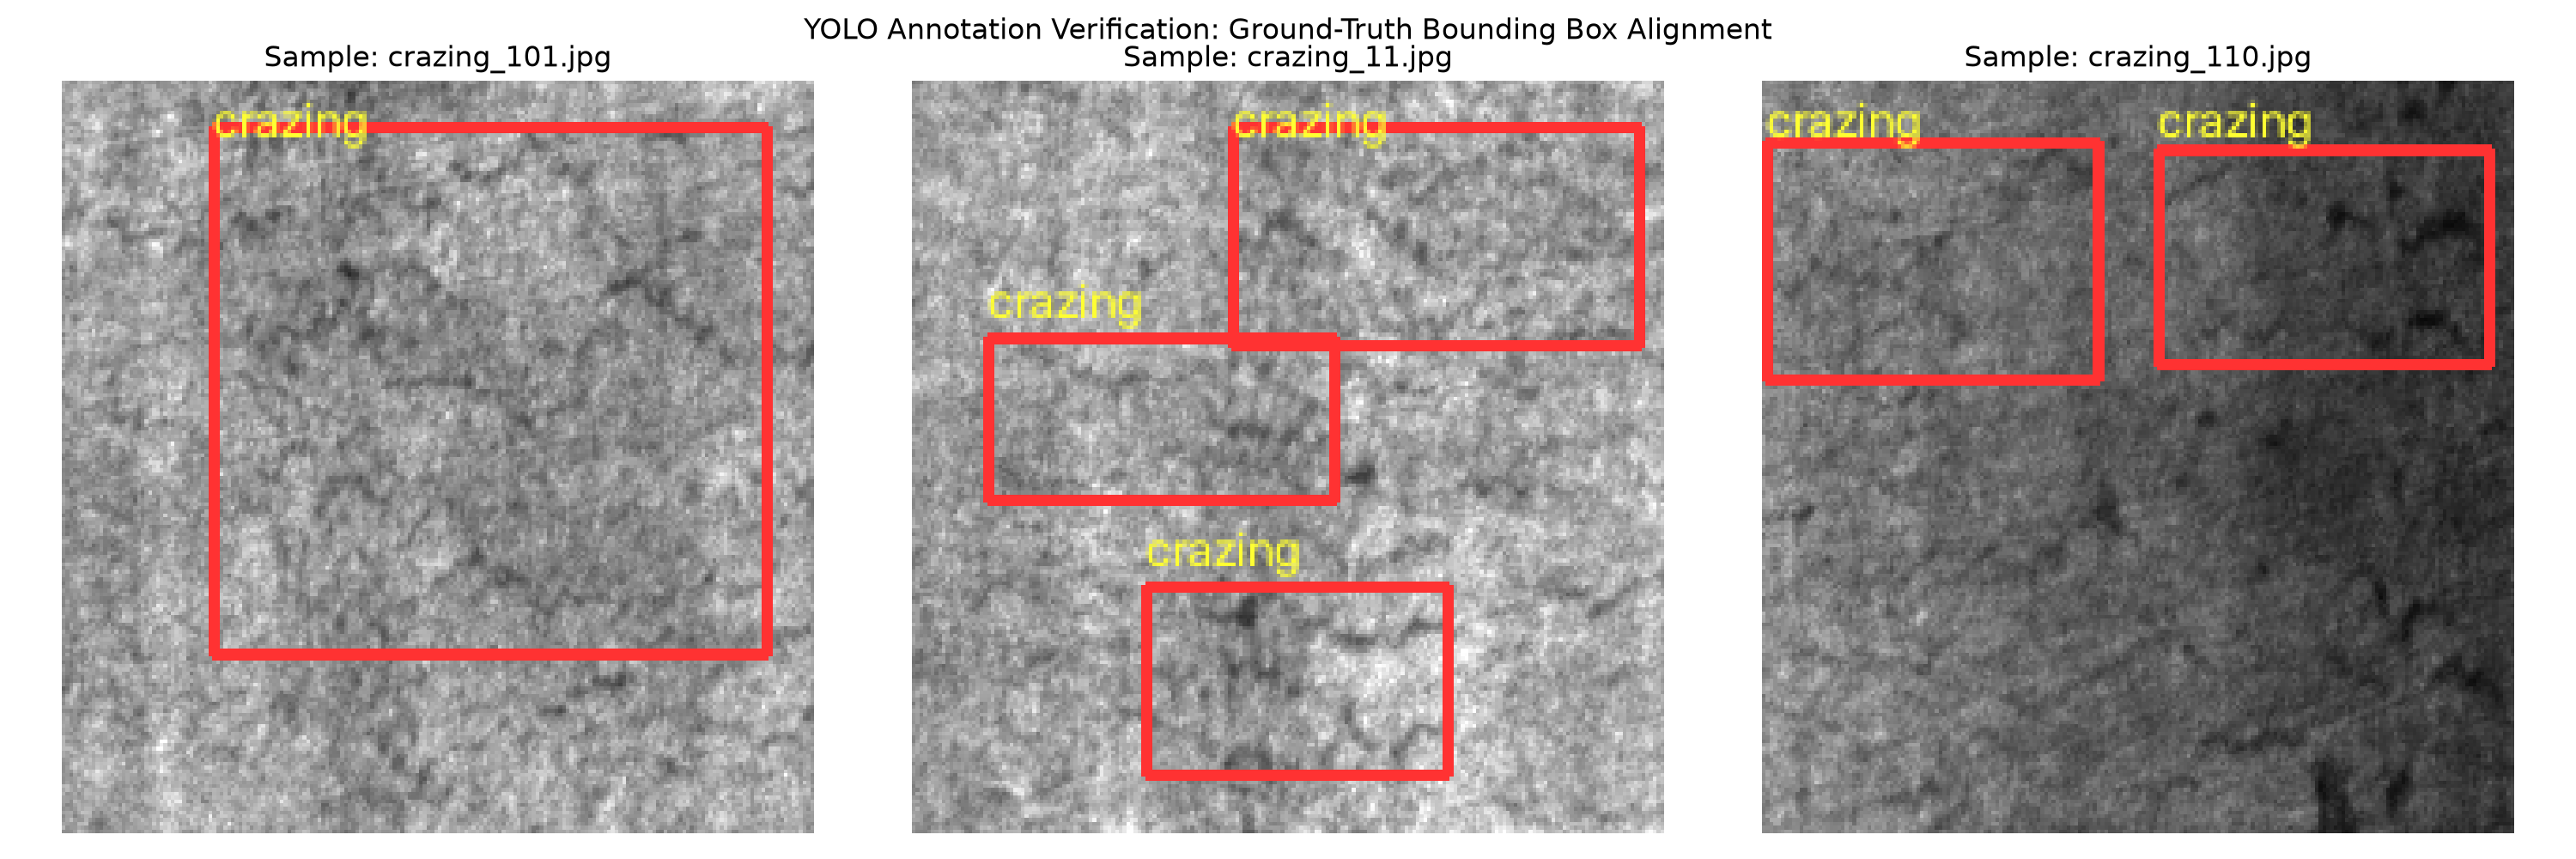 YOLO Annotation Verification: Ground-Truth Bounding Box Alignment
Sample: crazing_101.jpg
Sample: crazing_11.jpg
Sample: crazing_110.jpg
crazing
crazing
crazing
crazing
crazing
crazing